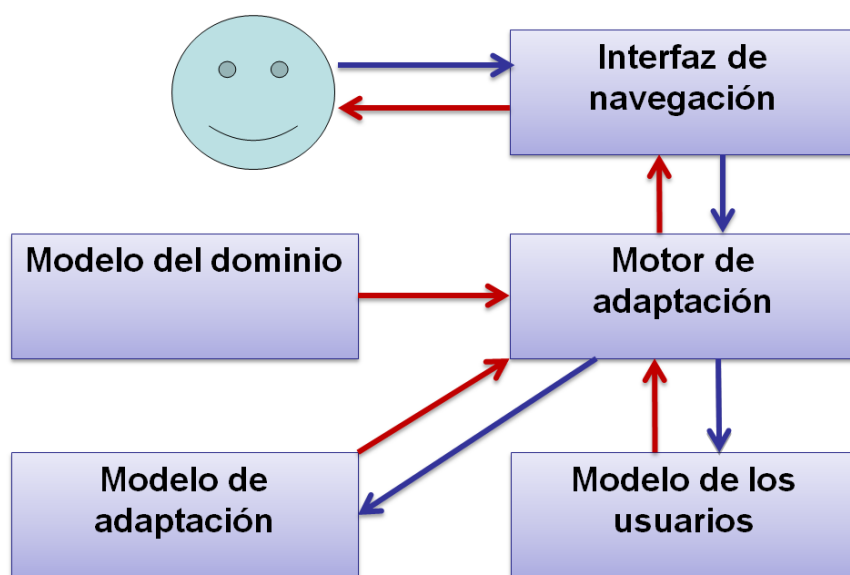 Interfaz de
navegación
Modelo del dominio
Motor de
adaptación
Modelo de
adaptación
Modelo de los
usuarios